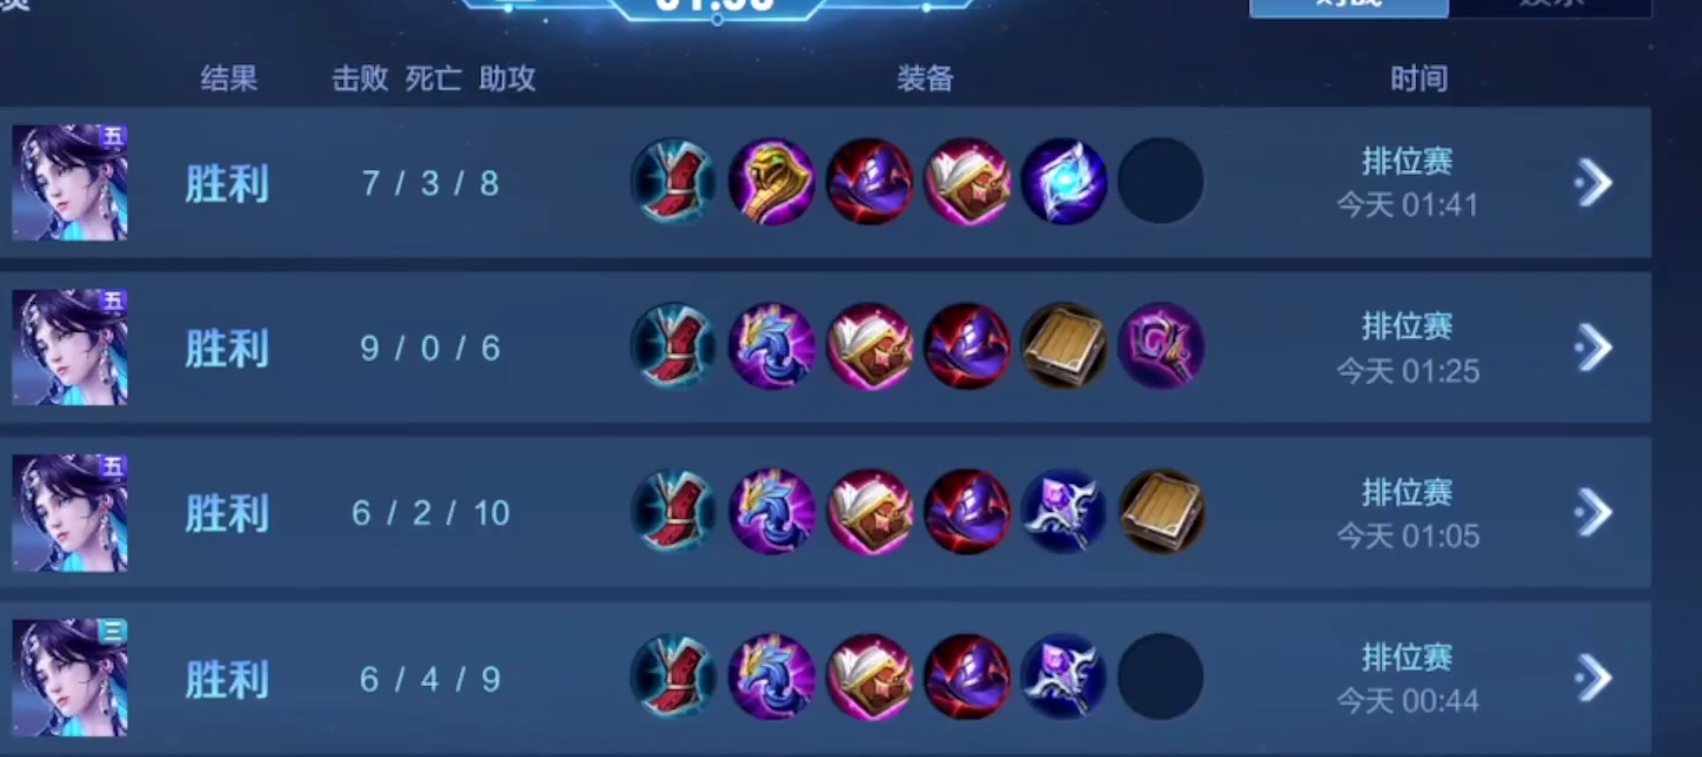 结果 击败 死亡 助攻 装备 时间
五
胜利 7 / 3 / 8 排位赛
今天 01:41
五
胜利 9 / 0 / 6 排位赛
今天 01:25
五
胜利 6 / 2 / 10 排位赛
今天 01:05
三
胜利 6 / 4 / 9 排位赛
今天 00:44